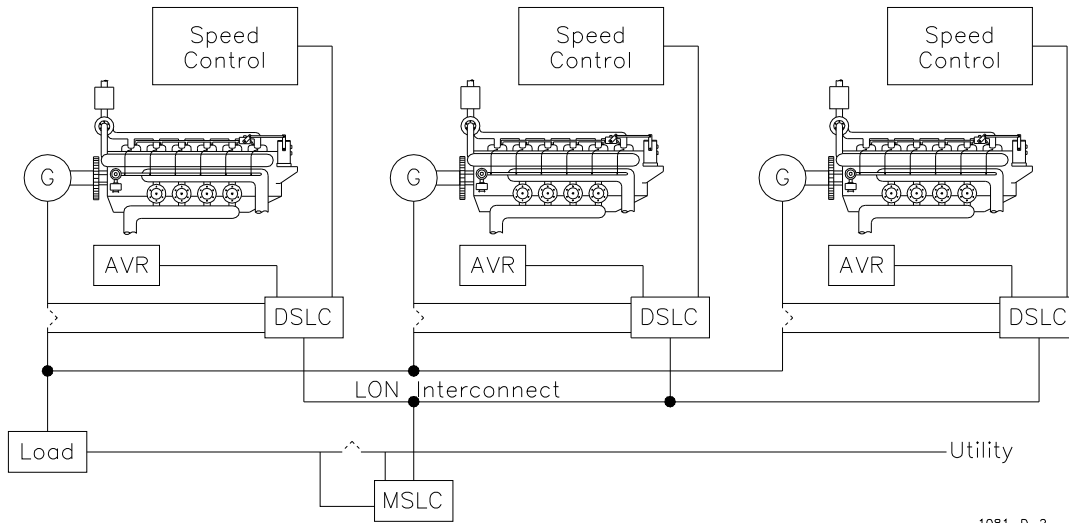 Speed
Control
Speed
Control
Speed
Control
G
G
G
AVR
AVR
AVR
DSLC
DSLC
DSLC
LON Interconnect
Load
Utility
MSLC